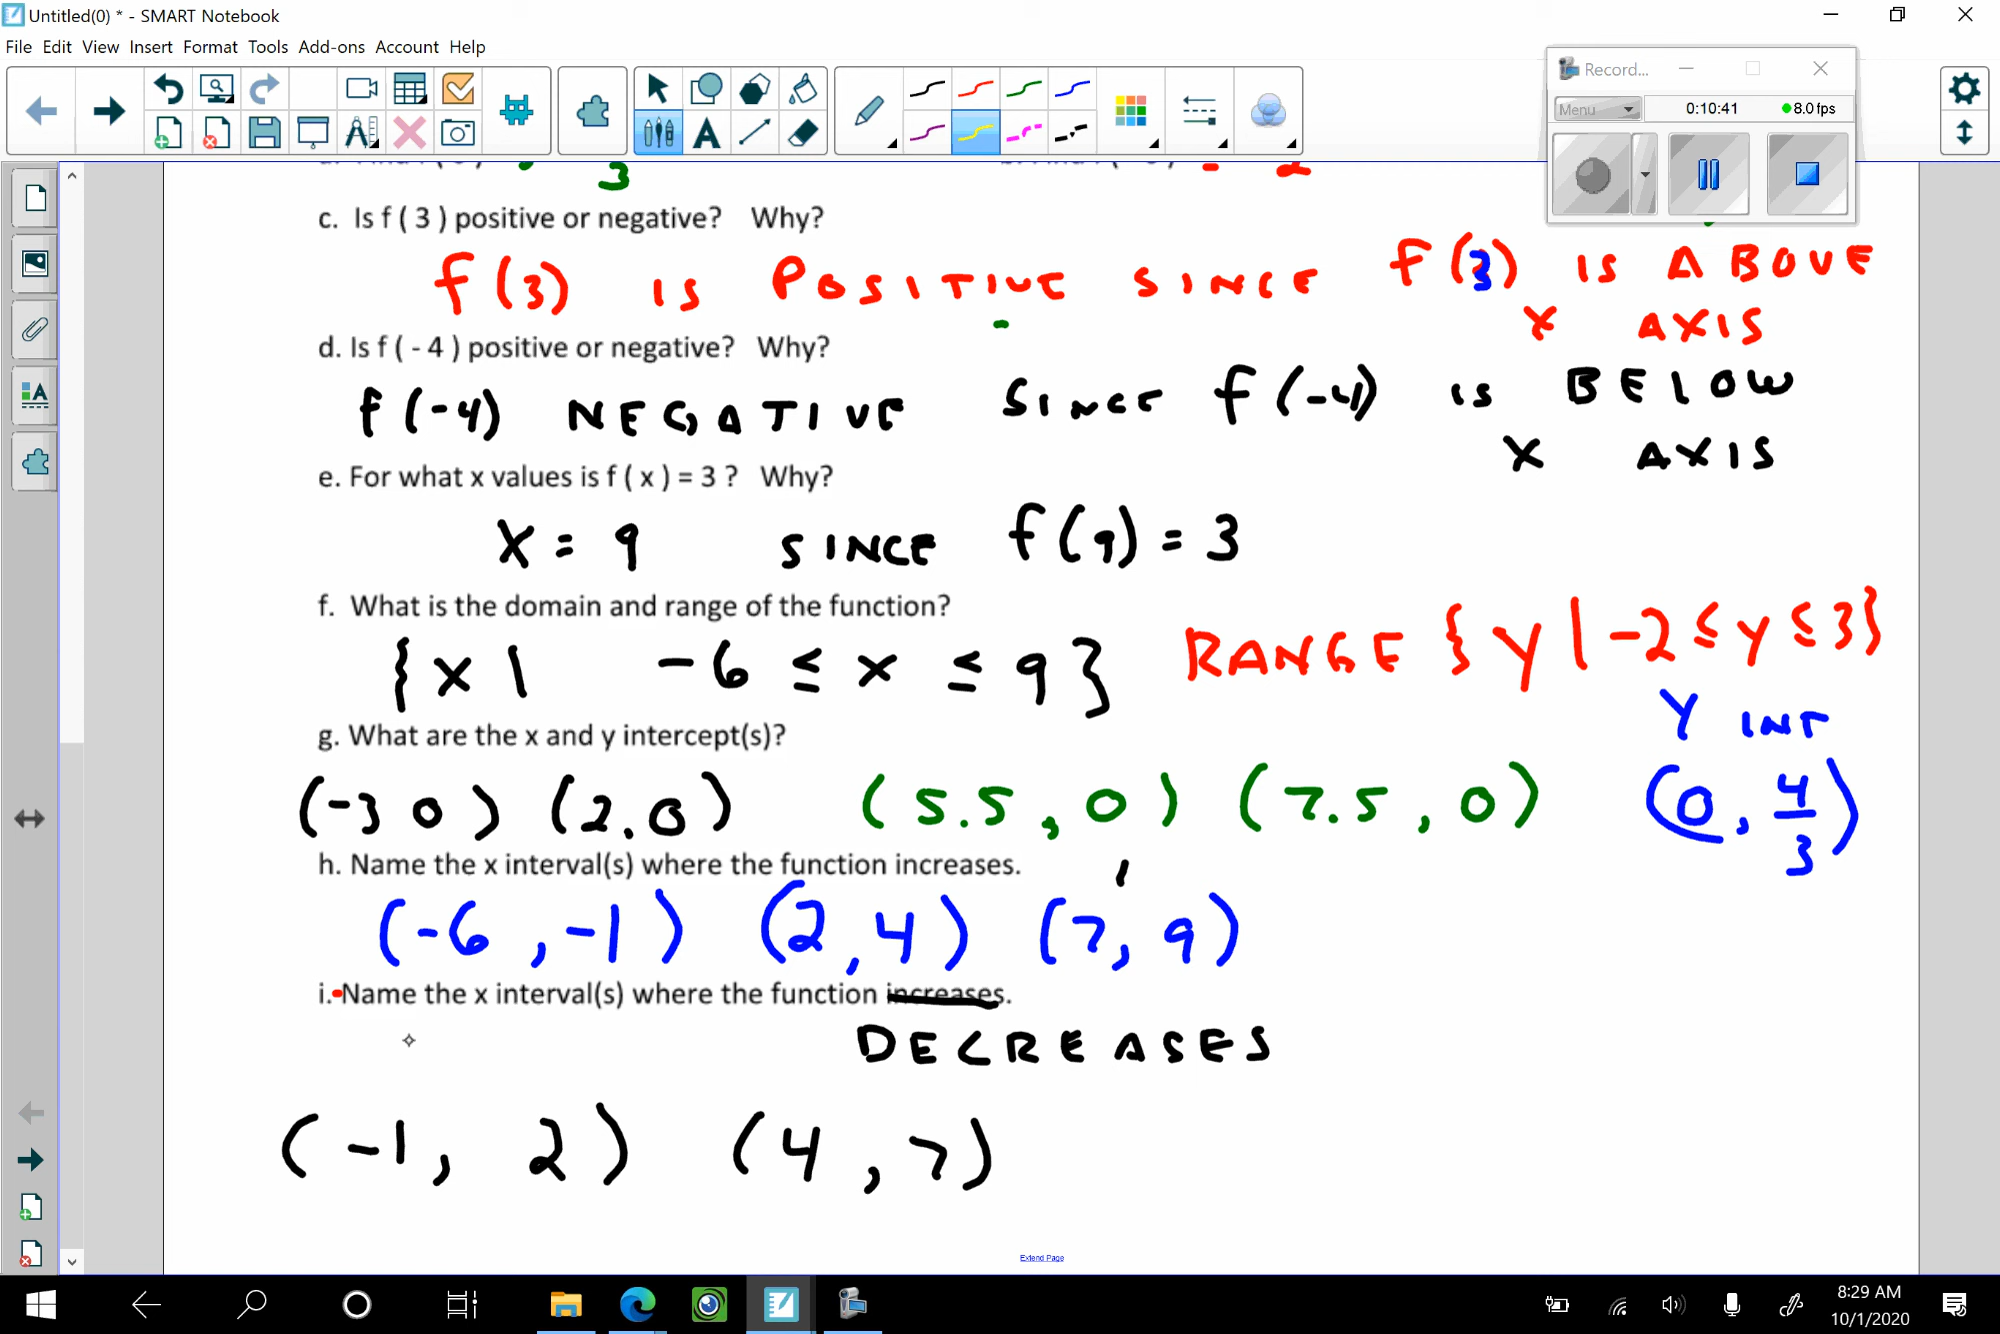 Untitled(0) * - SMART Notebook
File Edit View Insert Format Tools Add-ons Account Help
Record...
Menu 0:10:41 8.0 fps
3 - 2
c. Is f ( 3 ) positive or negative? Why?
f (3) IS POSITIVE SINCE f (3) IS ABOVE
X AXIS
d. Is f ( - 4 ) positive or negative? Why?
f (-4) NEGATIVE SINCE f (-4) IS BELOW
X AXIS
e. For what x values is f ( x ) = 3 ? Why?
X = 9 SINCE f(9) = 3
f. What is the domain and range of the function?
{ x | -6 ≤ x ≤ 9 } RANGE { y | -2 ≤ y ≤ 3 }
g. What are the x and y intercept(s)?
Y INT
(-3 0) (2,0) (5.5, 0) (7.5, 0) (0, 4/3)
h. Name the x interval(s) where the function increases.
(-6, -1) (2, 4) (7, 9)
i. Name the x interval(s) where the function increases.
DECREASES
(-1, 2) (4, 7)
Extend Page
8:29 AM
10/1/2020